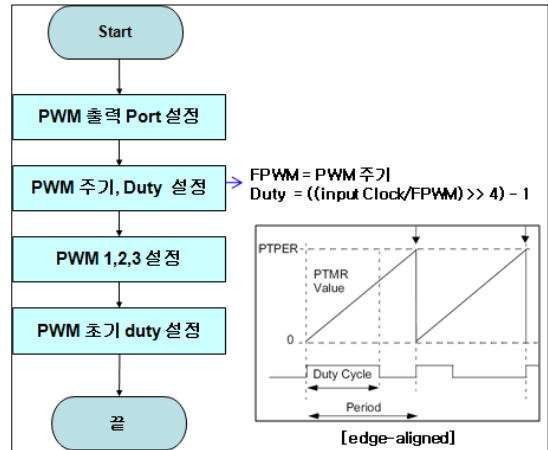 Start
PWM 출력 Port 설정
PWM 주기, Duty 설정
FPWM = PWM 주기
Duty = ((input Clock/FPWM) >> 4) - 1
PWM 1,2,3 설정
PWM 초기 duty 설정
끝
PTPER
PTMR
Value
0
Duty Cycle
Period
[edge-aligned]